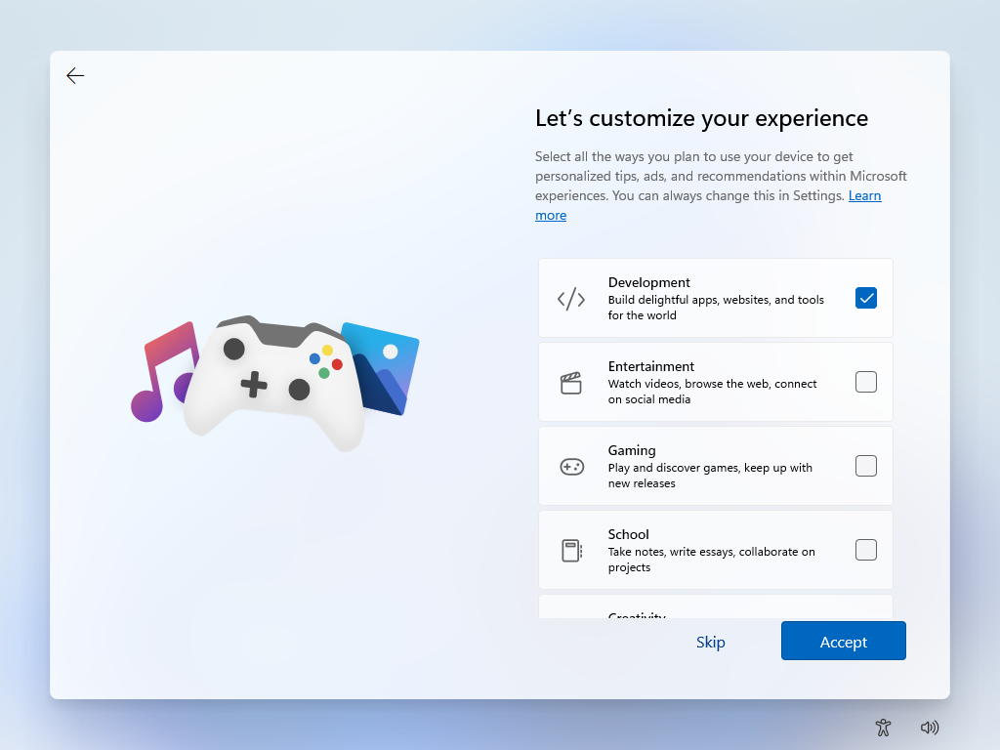 Let’s customize your experience
Select all the ways you plan to use your device to get
personalized tips, ads, and recommendations within Microsoft
experiences. You can always change this in Settings. Learn
more
Development
Build delightful apps, websites, and tools
for the world
Entertainment
Watch videos, browse the web, connect
on social media
Gaming
Play and discover games, keep up with
new releases
School
Take notes, write essays, collaborate on
projects
Creativity
Skip
Accept